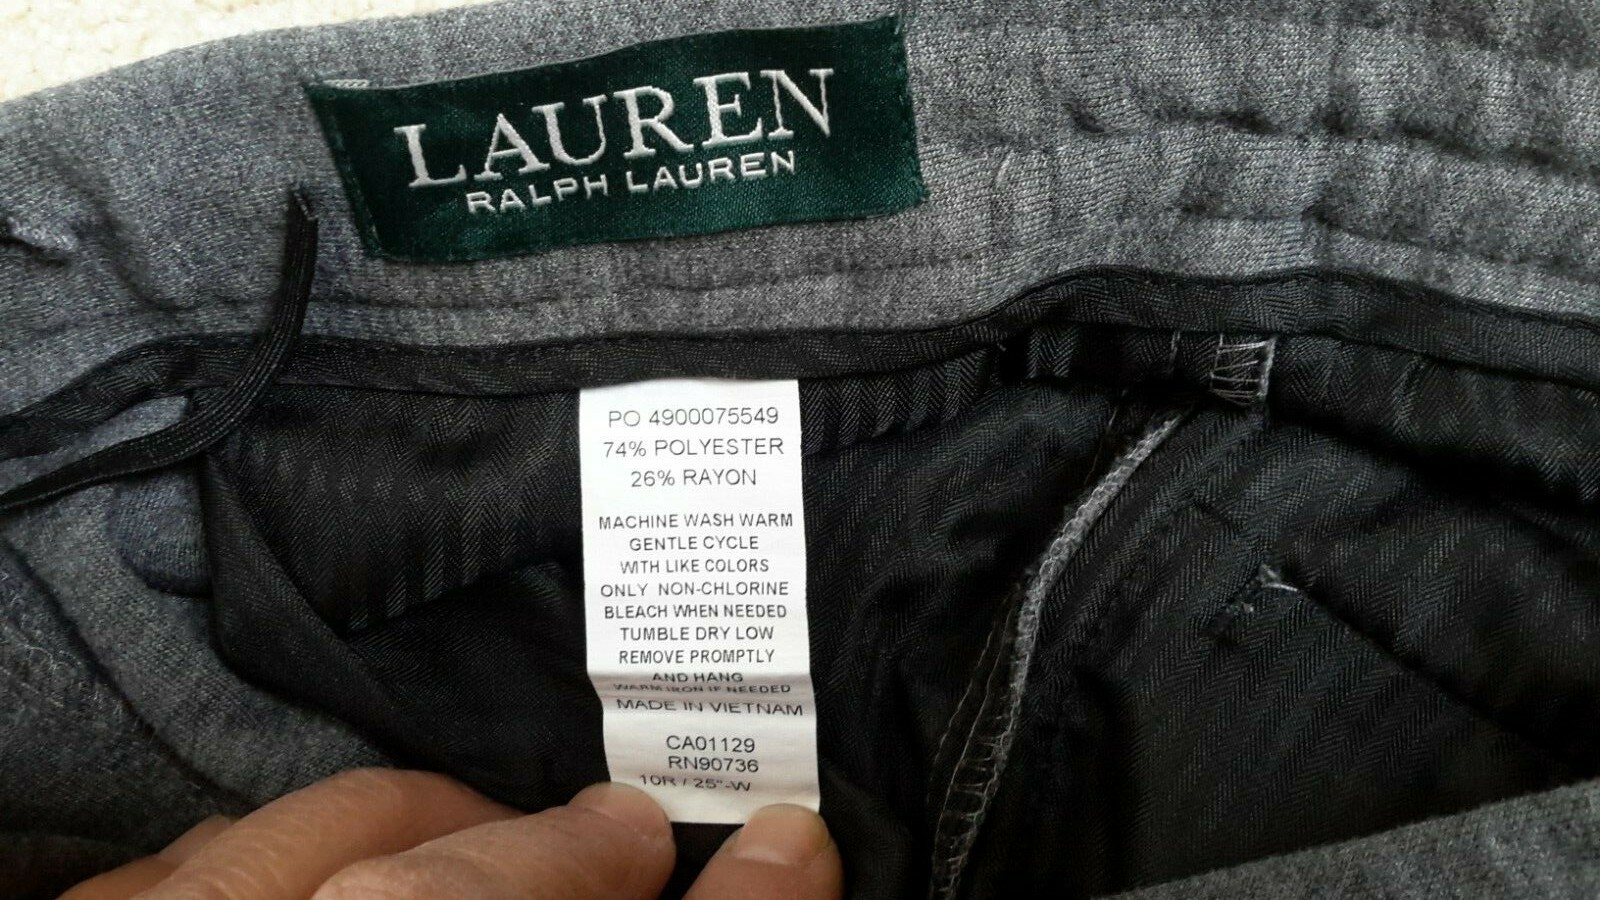 LAUREN
RALPH LAUREN
PO 4900075549
74% POLYESTER
26% RAYON
MACHINE WASH WARM
GENTLE CYCLE
WITH LIKE COLORS
ONLY NON-CHLORINE
BLEACH WHEN NEEDED
TUMBLE DRY LOW
REMOVE PROMPTLY
AND HANG
WARM IRON IF NEEDED
MADE IN VIETNAM
CA01129
RN90736
10R / 25"-W